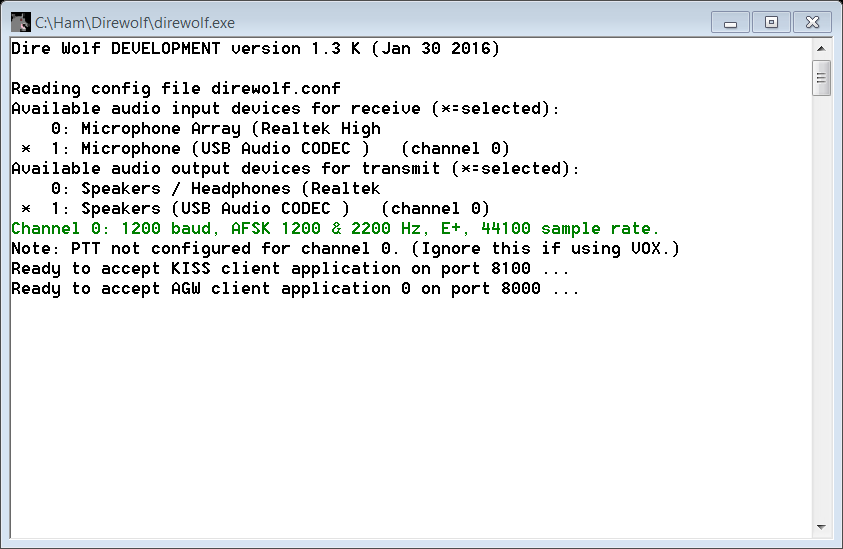 C:\Ham\Direwolf\direwolf.exe
Dire Wolf DEVELOPMENT version 1.3 K (Jan 30 2016)
Reading config file direwolf.conf
Available audio input devices for receive (*=selected):
    0: Microphone Array (Realtek High
 *  1: Microphone (USB Audio CODEC )   (channel 0)
Available audio output devices for transmit (*=selected):
    0: Speakers / Headphones (Realtek
 *  1: Speakers (USB Audio CODEC )   (channel 0)
Channel 0: 1200 baud, AFSK 1200 & 2200 Hz, E+, 44100 sample rate.
Note: PTT not configured for channel 0. (Ignore this if using VOX.)
Ready to accept KISS client application on port 8100 ...
Ready to accept AGW client application 0 on port 8000 ...